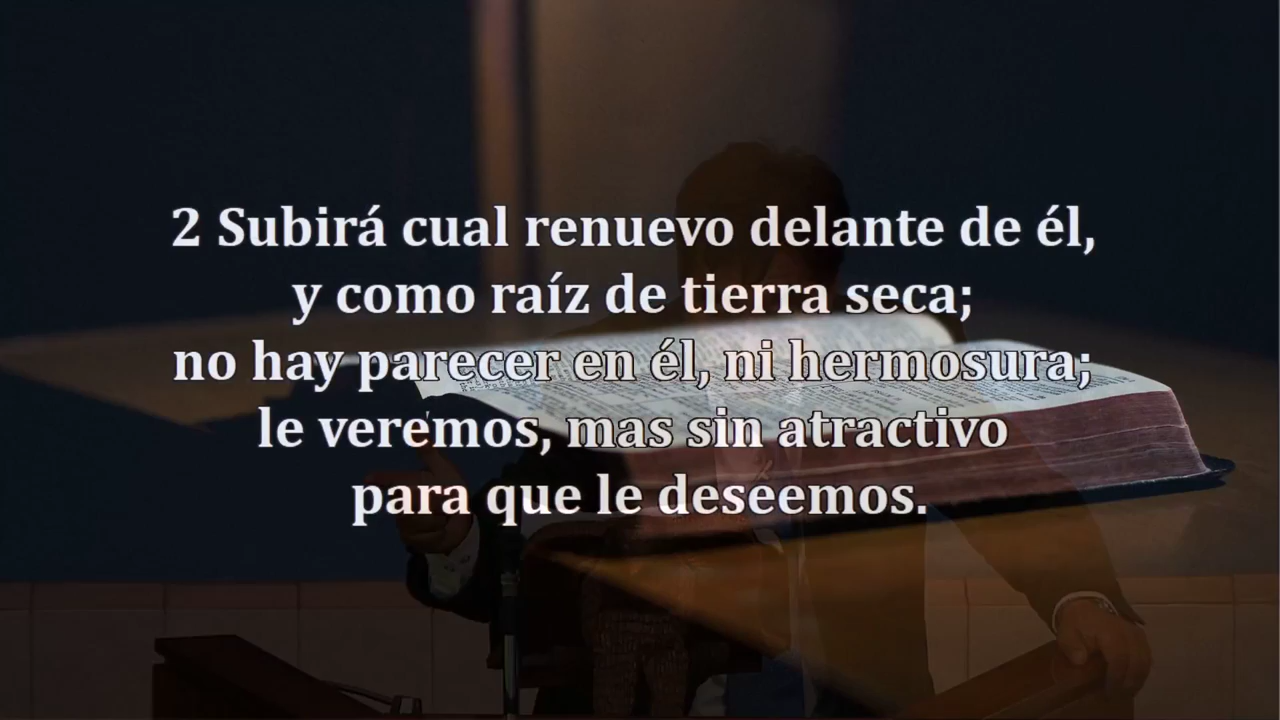 2 Subirá cual renuevo delante de él,
y como raíz de tierra seca;
no hay parecer en él, ni hermosura;
le veremos, mas sin atractivo
para que le deseemos.